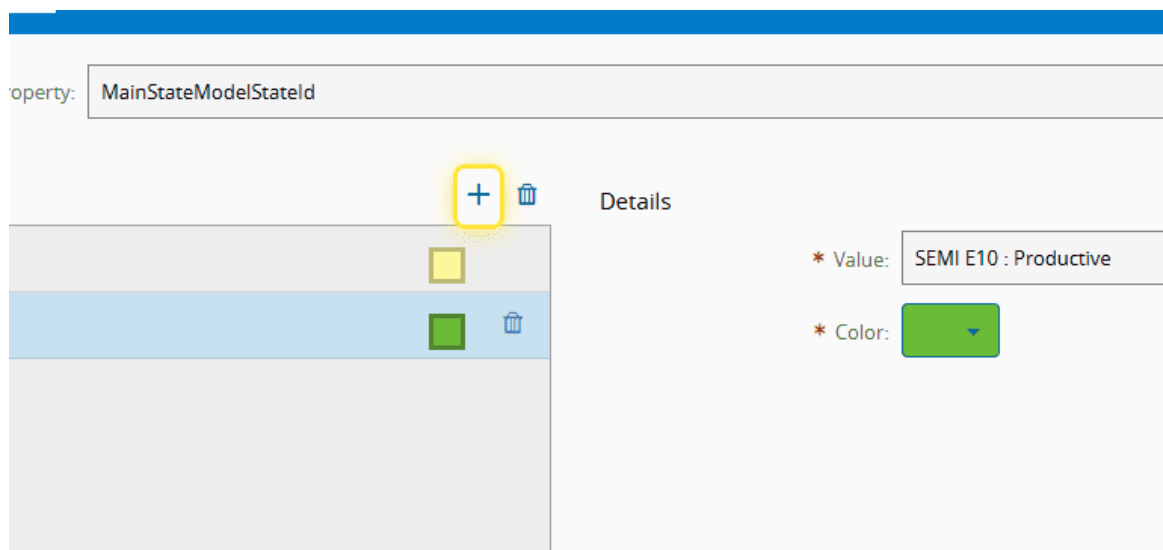 roperty: MainStateModelStateId
Details
* Value: SEMI E10 : Productive
* Color: